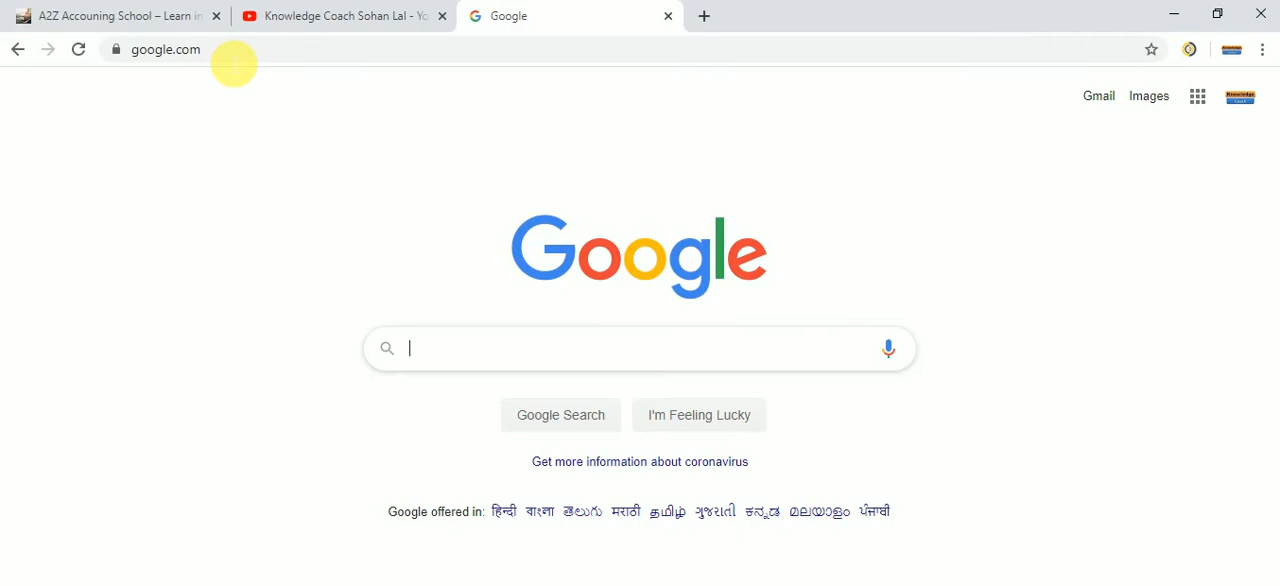 A2Z Accouning School – Learn in
Knowledge Coach Sohan Lal - Yo
Google
google.com
Gmail Images
Google
Google Search I'm Feeling Lucky
Get more information about coronavirus
Google offered in: हिन्दी বাংলা తెలుగు मराठी தமிழ் ગુજરાતી ಕನ್ನಡ മലയാളം ਪੰਜਾਬੀ